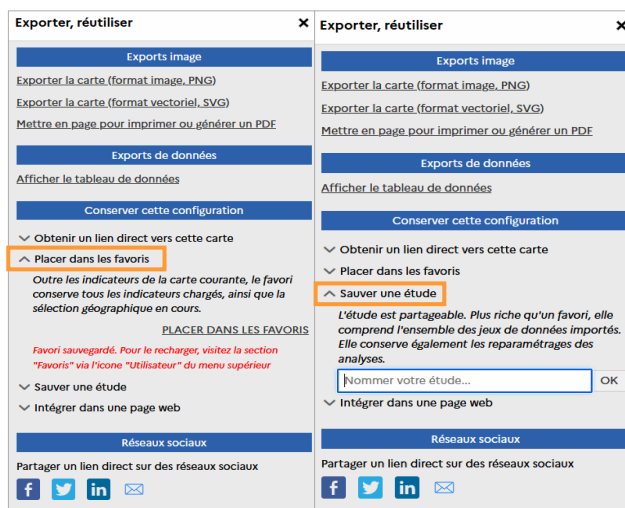 Exporter, réutiliser
Exports image
Exporter la carte (format image, PNG)
Exporter la carte (format vectoriel, SVG)
Mettre en page pour imprimer ou générer un PDF
Exports de données
Afficher le tableau de données
Conserver cette configuration
Obtenir un lien direct vers cette carte
Placer dans les favoris
Outre les indicateurs de la carte courante, le favori
conserve tous les indicateurs chargés, ainsi que la
sélection géographique en cours.
PLACER DANS LES FAVORIS
Favori sauvegardé. Pour le recharger, visitez la section
"Favoris" via l'icone "Utilisateur" du menu supérieur
Sauver une étude
Intégrer dans une page web
Réseaux sociaux
Partager un lien direct sur des réseaux sociaux
Exporter, réutiliser
Exports image
Exporter la carte (format image, PNG)
Exporter la carte (format vectoriel, SVG)
Mettre en page pour imprimer ou générer un PDF
Exports de données
Afficher le tableau de données
Conserver cette configuration
Obtenir un lien direct vers cette carte
Placer dans les favoris
Sauver une étude
L'étude est partageable. Plus riche qu'un favori, elle
comprend l'ensemble des jeux de données importés.
Elle conserve également les reparamétrages des
analyses.
Nommer votre étude... OK
Intégrer dans une page web
Réseaux sociaux
Partager un lien direct sur des réseaux sociaux